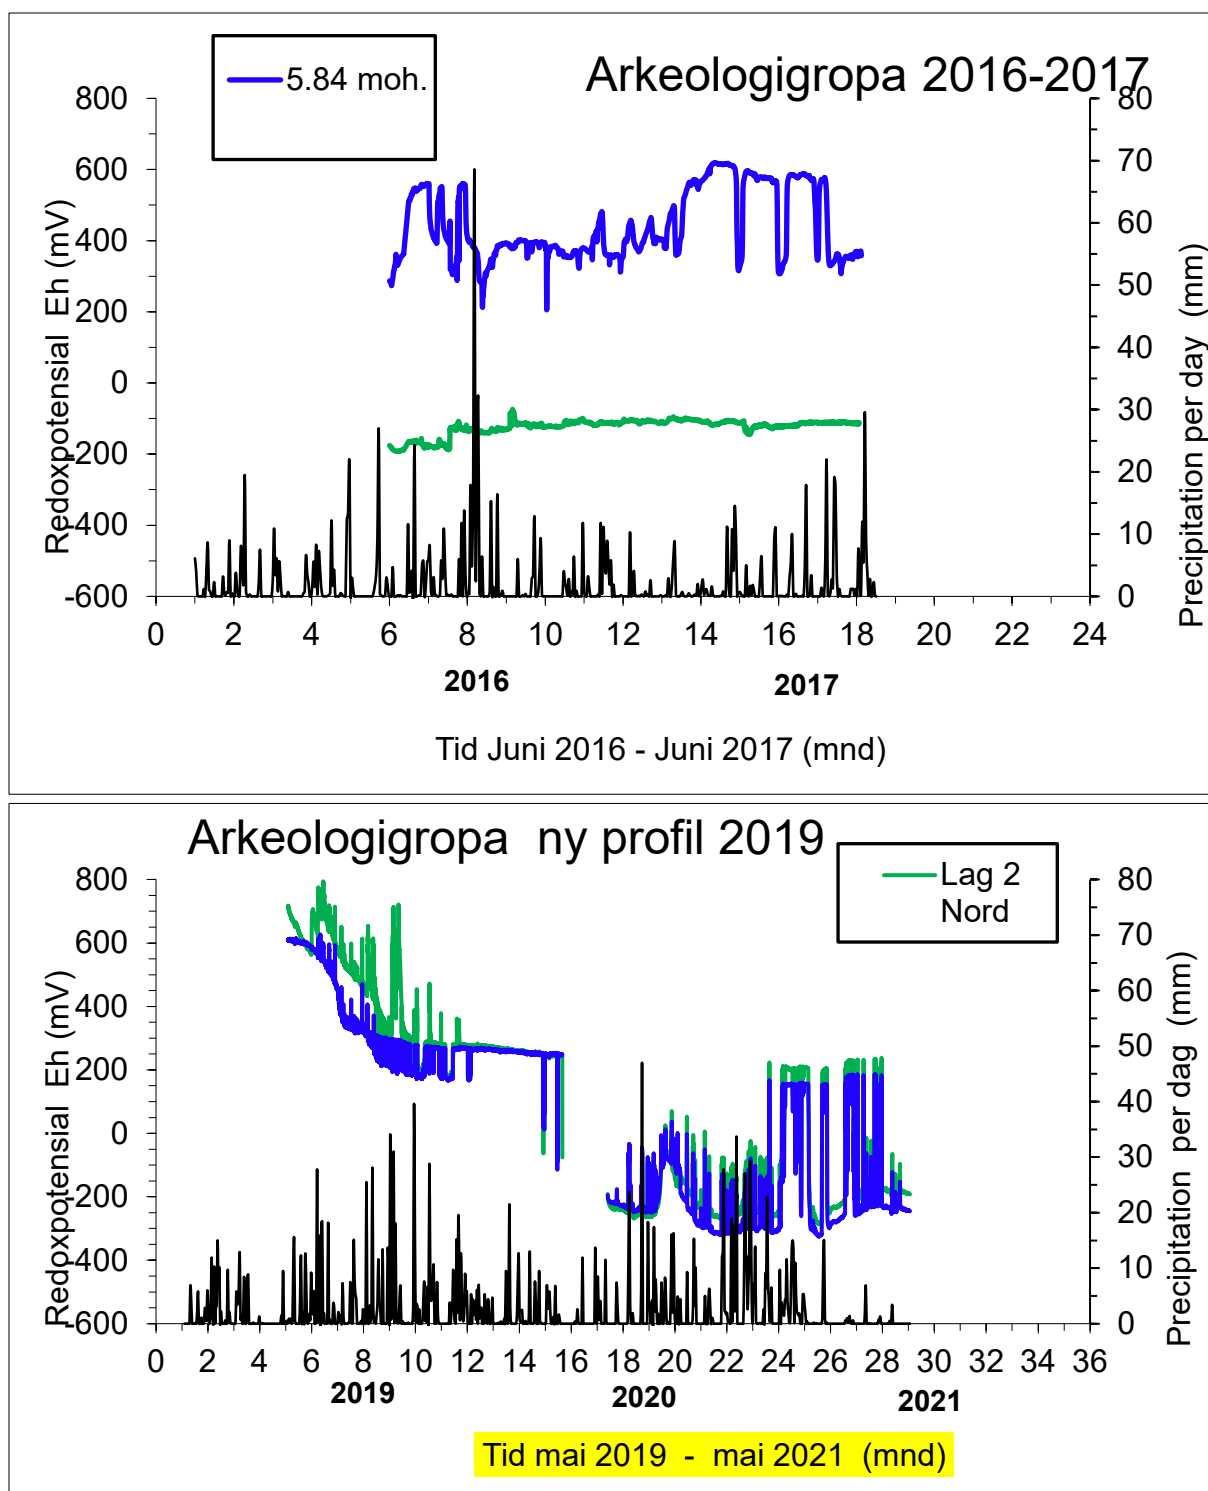 5.84 moh.
Arkeologigropa 2016-2017
Redoxpotensial Eh (mV)
800
600
400
200
0
-200
-400
-600
80
70
60
50
40
30
20
10
0
Precipitation per day (mm)
0 2 4 6 8 10 12 14 16 18 20 22 24
2016 2017
Tid Juni 2016 - Juni 2017 (mnd)
Arkeologigropa ny profil 2019
Lag 2
Nord
Redoxpotensial Eh (mV)
800
600
400
200
0
-200
-400
-600
80
70
60
50
40
30
20
10
0
Precipitation per dag (mm)
0 2 4 6 8 10 12 14 16 18 20 22 24 26 28 30 32 34 36
2019 2020 2021
Tid mai 2019 - mai 2021 (mnd)